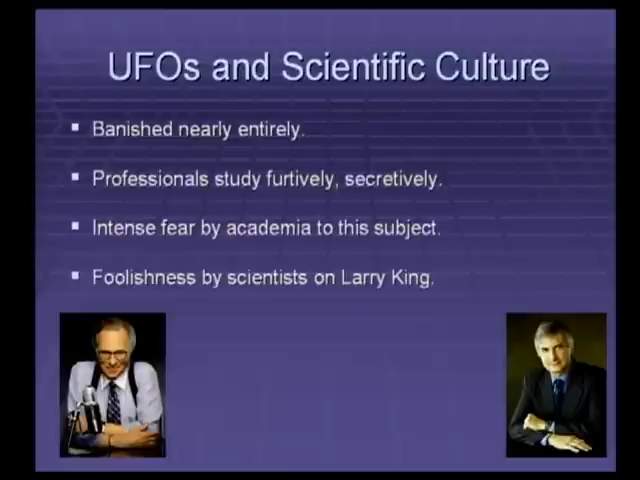 UFOs and Scientific Culture
Banished nearly entirely.
Professionals study furtively, secretively.
Intense fear by academia to this subject.
Foolishness by scientists on Larry King.